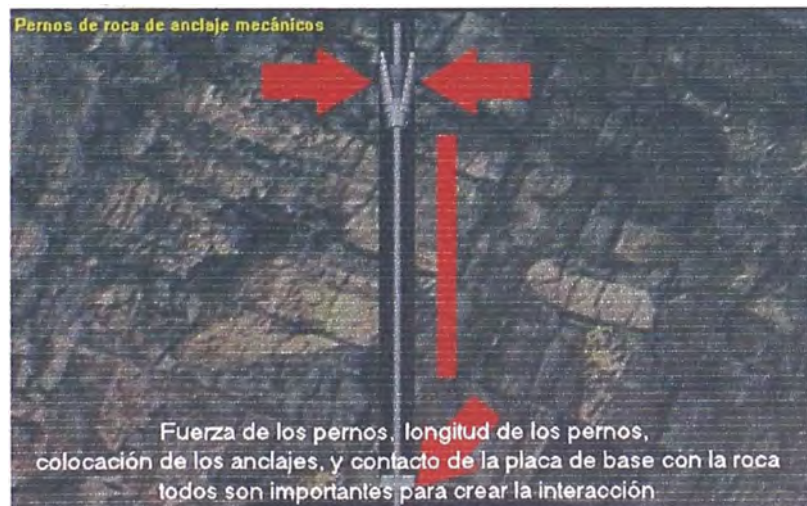 Pernos de roca de anclaje mecánicos
Fuerza de los pernos, longitud de los pernos,
colocación de los anclajes, y contacto de la placa de base con la roca
todos son importantes para crear la interacción